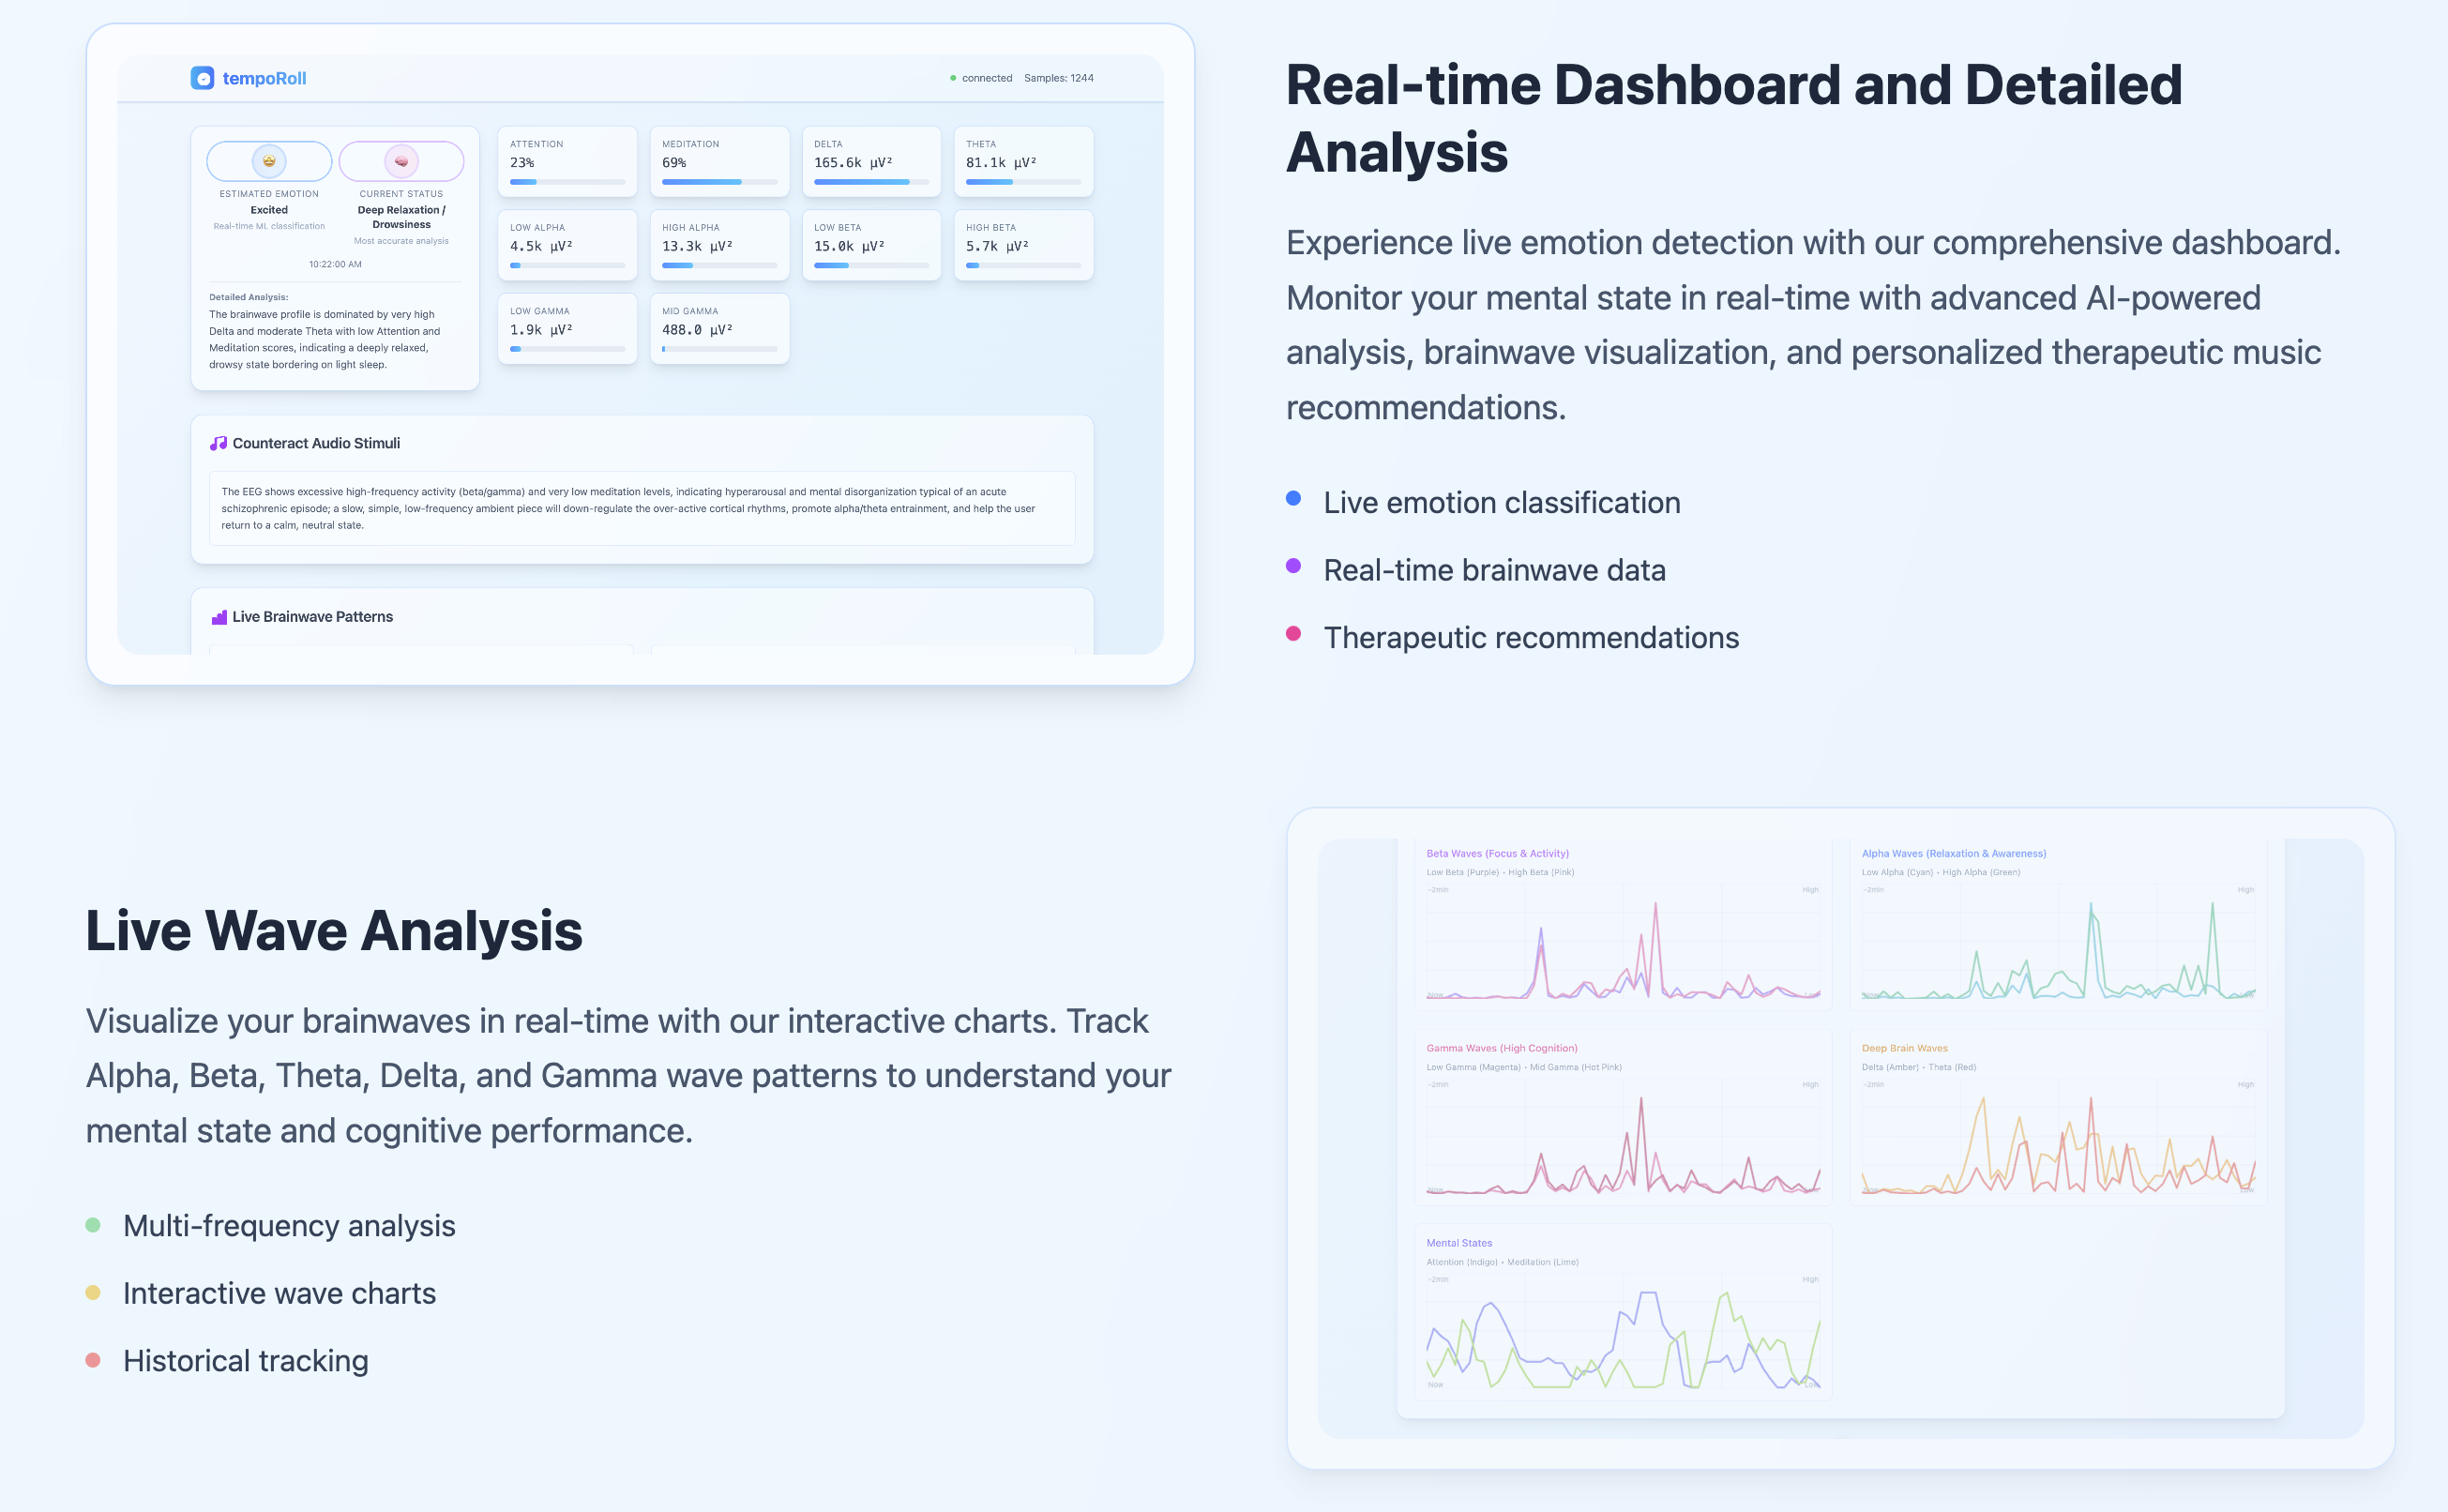 tempoRoll
connected Samples: 1244
ESTIMATED EMOTION
Excited
Real-time ML classification
CURRENT STATUS
Deep Relaxation /
Drowsiness
Most accurate analysis
10:22:00 AM
Detailed Analysis:
The brainwave profile is dominated by very high
Delta and moderate Theta with low Attention and
Meditation scores, indicating a deeply relaxed,
drowsy state bordering on light sleep.
ATTENTION
23%
MEDITATION
69%
DELTA
165.6k µV²
THETA
81.1k µV²
LOW ALPHA
4.5k µV²
HIGH ALPHA
13.3k µV²
LOW BETA
15.0k µV²
HIGH BETA
5.7k µV²
LOW GAMMA
1.9k µV²
MID GAMMA
488.0 µV²
Counteract Audio Stimuli
The EEG shows excessive high-frequency activity (beta/gamma) and very low meditation levels, indicating hyperarousal and mental disorganization typical of an acute
schizophrenic episode; a slow, simple, low-frequency ambient piece will down-regulate the over-active cortical rhythms, promote alpha/theta entrainment, and help the user
return to a calm, neutral state.
Live Brainwave Patterns
Real-time Dashboard and Detailed
Analysis
Experience live emotion detection with our comprehensive dashboard.
Monitor your mental state in real-time with advanced AI-powered
analysis, brainwave visualization, and personalized therapeutic music
recommendations.
Live emotion classification
Real-time brainwave data
Therapeutic recommendations
Live Wave Analysis
Visualize your brainwaves in real-time with our interactive charts. Track
Alpha, Beta, Theta, Delta, and Gamma wave patterns to understand your
mental state and cognitive performance.
Multi-frequency analysis
Interactive wave charts
Historical tracking
Beta Waves (Focus & Activity)
Low Beta (Purple) • High Beta (Pink)
-2min High
Now Low
Alpha Waves (Relaxation & Awareness)
Low Alpha (Cyan) • High Alpha (Green)
-2min High
Gamma Waves (High Cognition)
Low Gamma (Magenta) • Mid Gamma (Hot Pink)
-2min High
Now Low
Deep Brain Waves
Delta (Amber) • Theta (Red)
-2min High
Low
Mental States
Attention (Indigo) • Meditation (Lime)
-2min High
Now Low